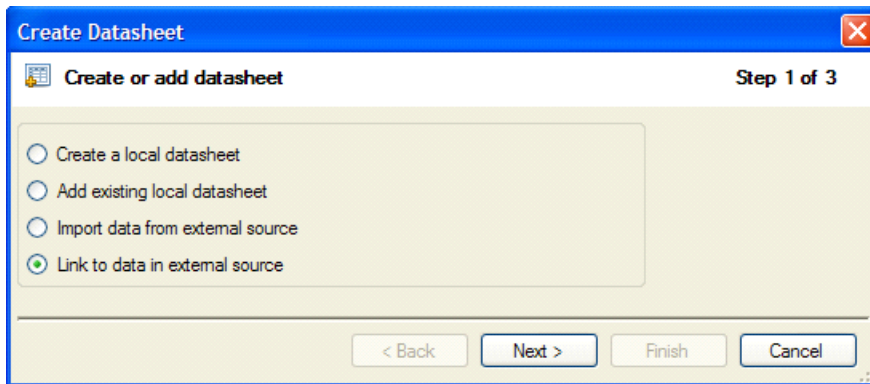 Create Datasheet
Create or add datasheet Step 1 of 3
Create a local datasheet
Add existing local datasheet
Import data from external source
Link to data in external source
< Back Next > Finish Cancel